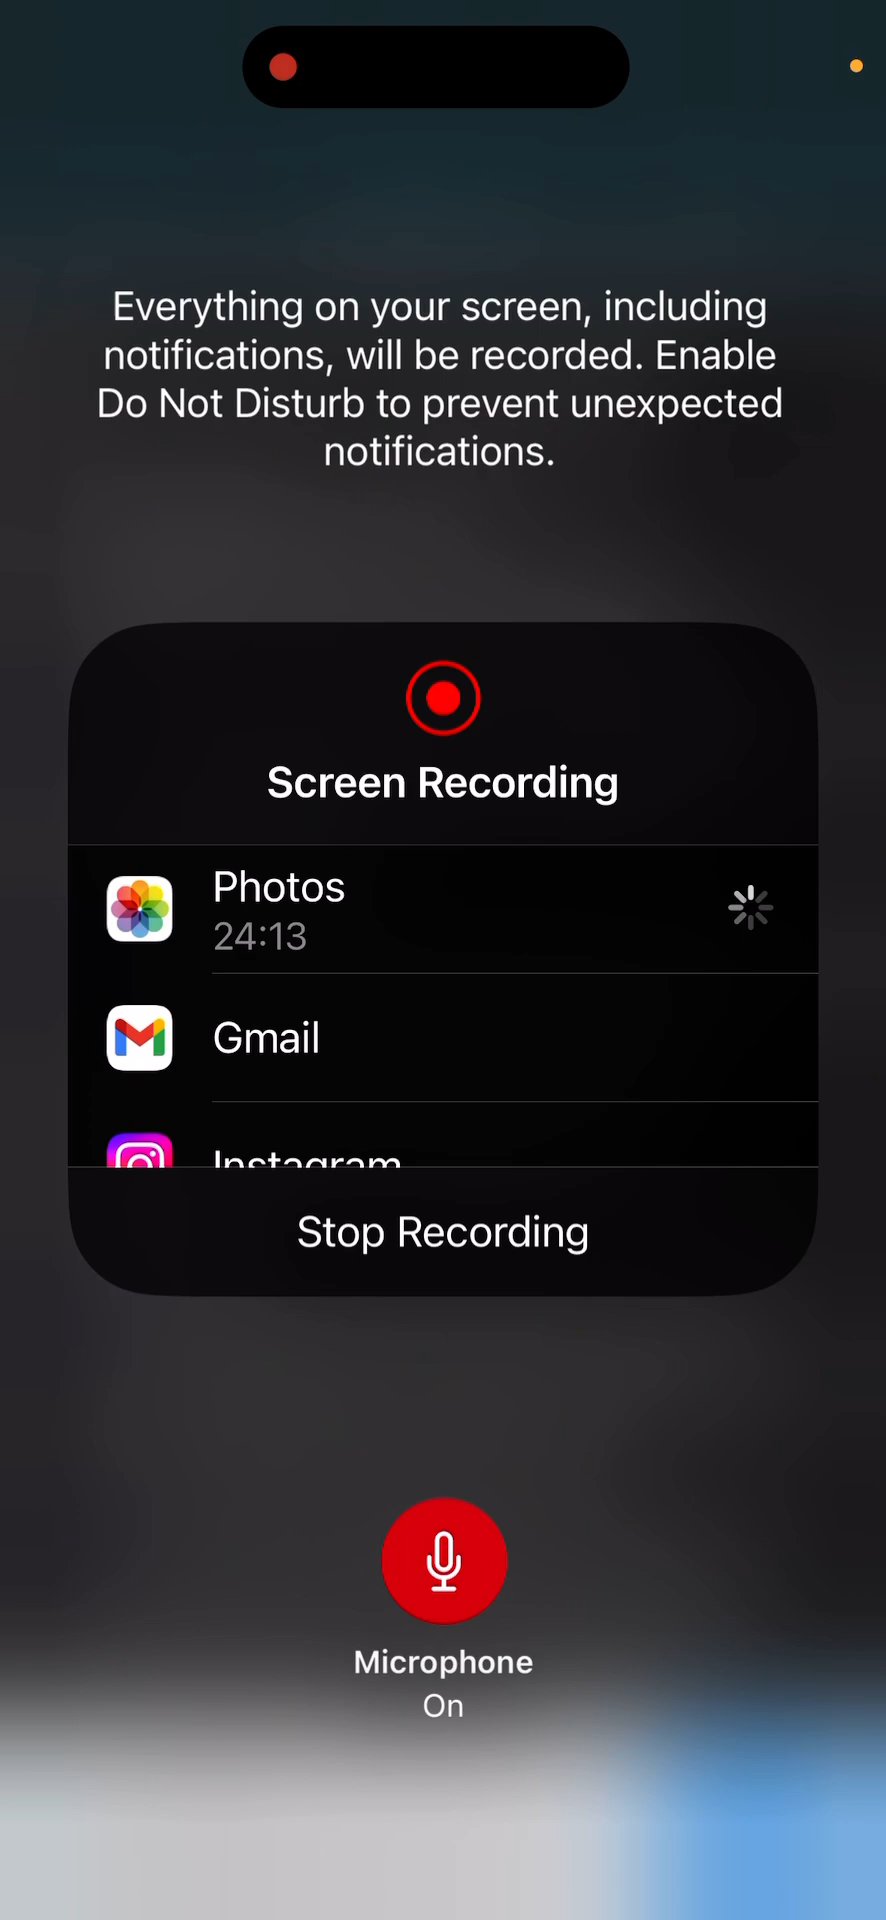 Everything on your screen, including
notifications, will be recorded. Enable
Do Not Disturb to prevent unexpected
notifications.
Screen Recording
Photos
24:13
Gmail
Instagram
Stop Recording
Microphone
On